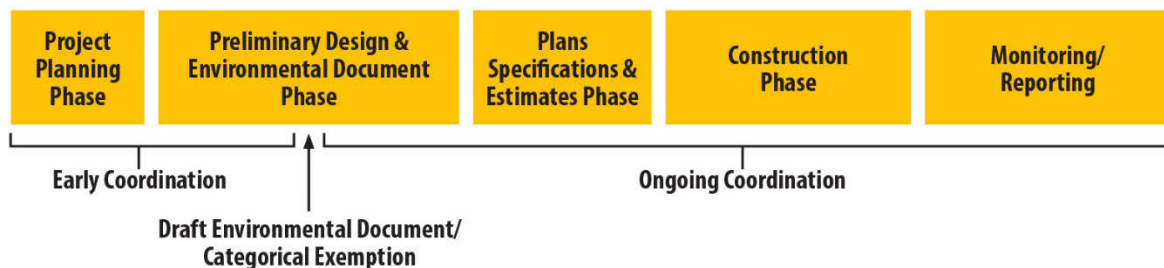 Project
Planning
Phase
Preliminary Design &
Environmental Document
Phase
Plans
Specifications &
Estimates Phase
Construction
Phase
Monitoring/
Reporting
Early Coordination
Ongoing Coordination
Draft Environmental Document/
Categorical Exemption